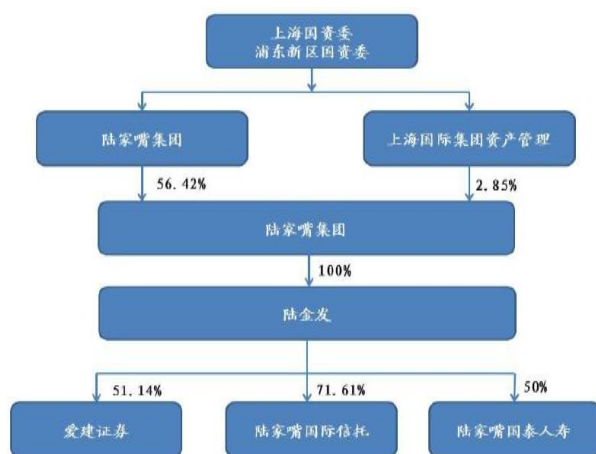 上海国资委
浦东新区国资委
陆家嘴集团
上海国际集团资产管理
56.42%
2.85%
陆家嘴集团
100%
陆金发
51.14%
71.61%
50%
爱建证券
陆家嘴国际信托
陆家嘴国泰人寿